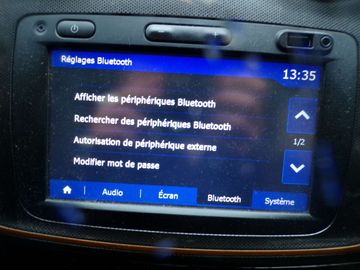 Réglages Bluetooth
13:35
Afficher les périphériques Bluetooth
Rechercher des périphériques Bluetooth
Autorisation de périphérique externe
1/2
Modifier mot de passe
Audio Écran Bluetooth Système